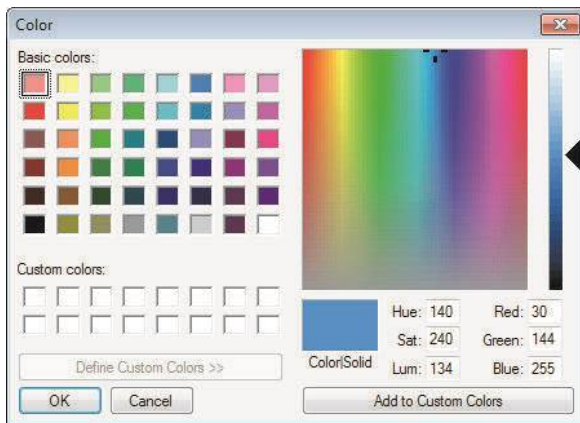 Color
Basic colors:
Custom colors:
Define Custom Colors >>
OK
Cancel
Color|Solid
Hue: 140
Sat: 240
Lum: 134
Red: 30
Green: 144
Blue: 255
Add to Custom Colors